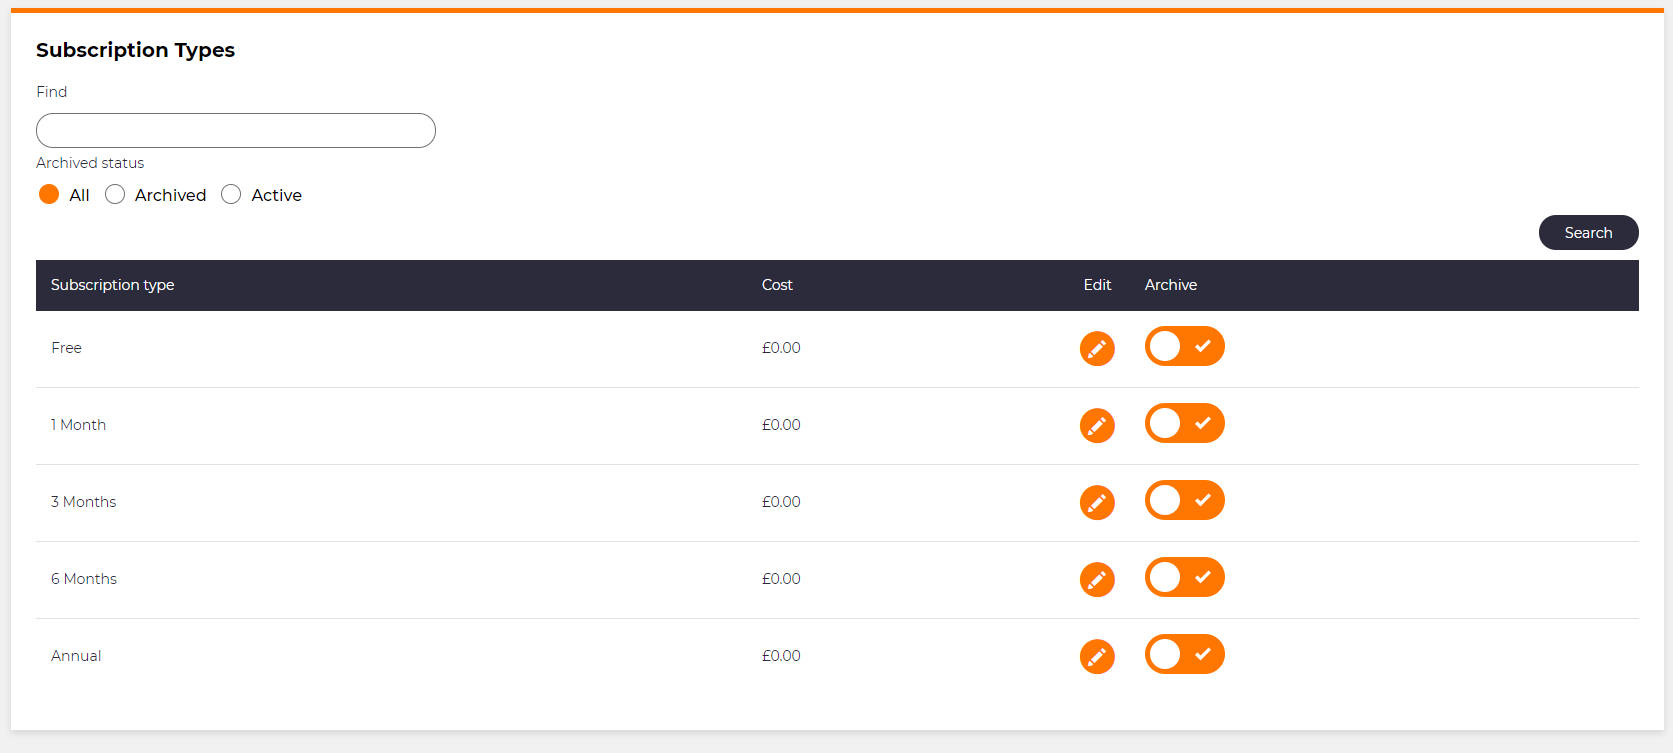 Subscription Types
Find
Archived status
All Archived Active
Search
Subscription type Cost Edit Archive
Free £0.00
1 Month £0.00
3 Months £0.00
6 Months £0.00
Annual £0.00